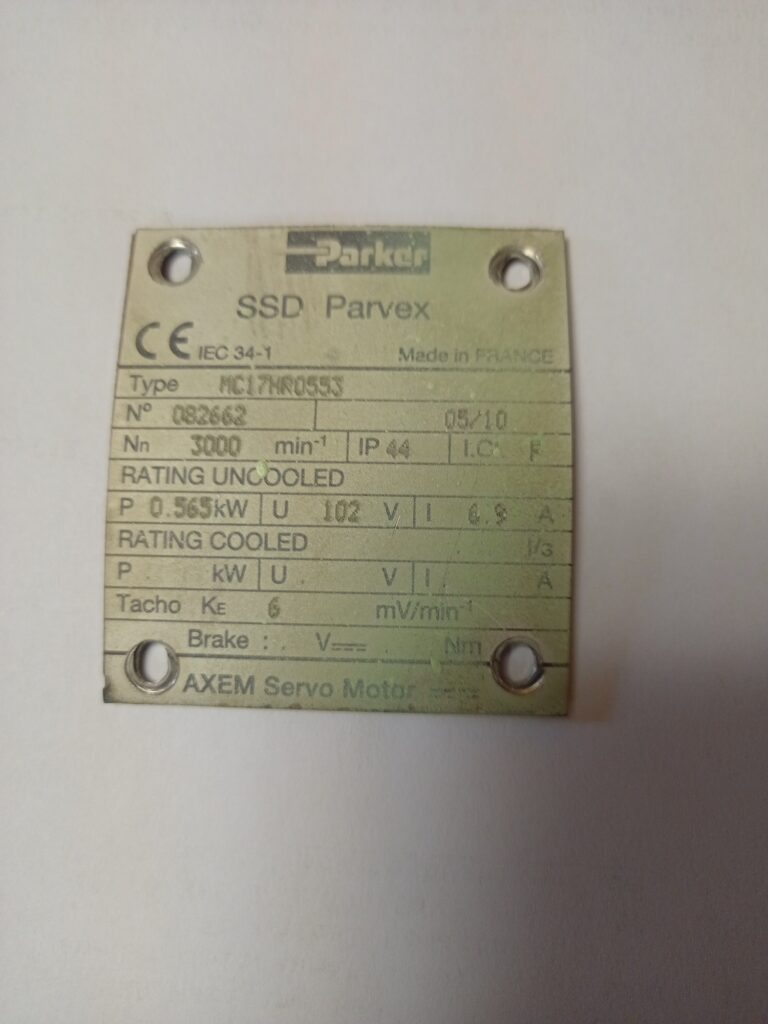 Parker
SSD Parvex
CE IEC 34-1 Made in FRANCE
Type MC17HR0553
N° 082662 05/10
Nn 3000 min-1 IP 44 I.Cl F
RATING UNCOOLED
P 0.565kW U 102 V I 6.9 A
RATING COOLED l/s
P kW U V I A
Tacho KE 6 mV/min-1
Brake : V Nm
AXEM Servo Motor